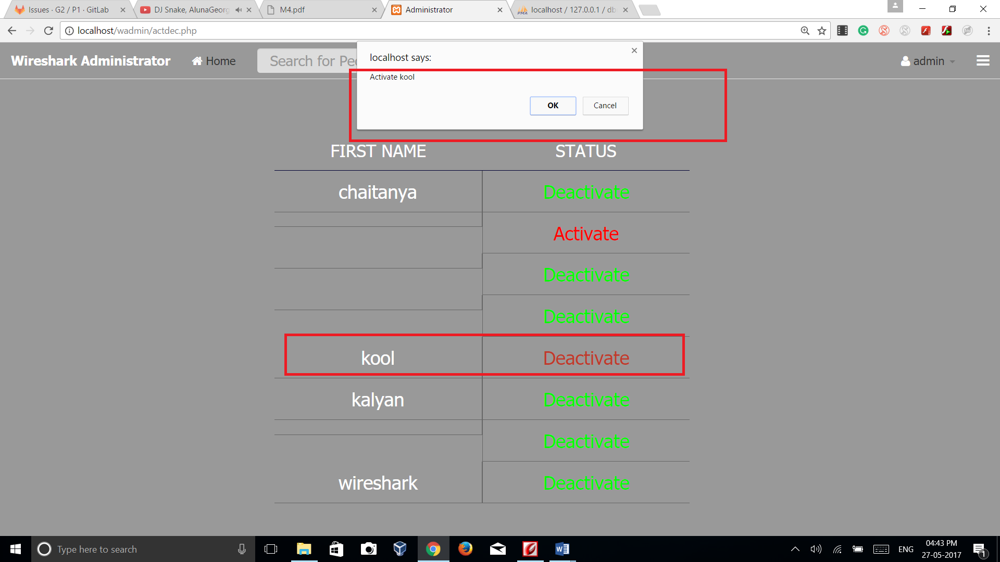 Issues · G2 / P1 · GitLab
DJ Snake, AlunaGeorg
M4.pdf
Administrator
localhost / 127.0.0.1 / db
localhost/wadmin/actdec.php
Wireshark Administrator
Home
Search for Pe
admin
localhost says:
Activate kool
OK
Cancel
FIRST NAME STATUS
chaitanya Deactivate
Activate
Deactivate
Deactivate
kool Deactivate
kalyan Deactivate
Deactivate
wireshark Deactivate
Type here to search
ENG
04:43 PM
27-05-2017
1